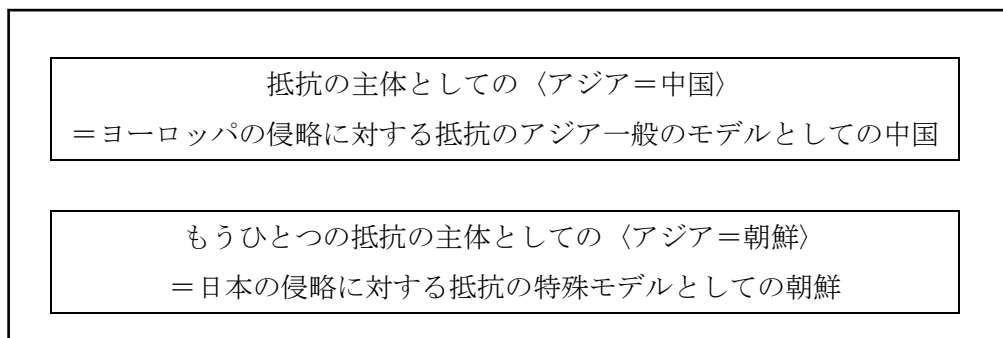 抵抗の主体としての〈アジア＝中国〉
＝ヨーロッパの侵略に対する抵抗のアジア一般のモデルとしての中国
もうひとつの抵抗の主体としての〈アジア＝朝鮮〉
＝日本の侵略に対する抵抗の特殊モデルとしての朝鮮